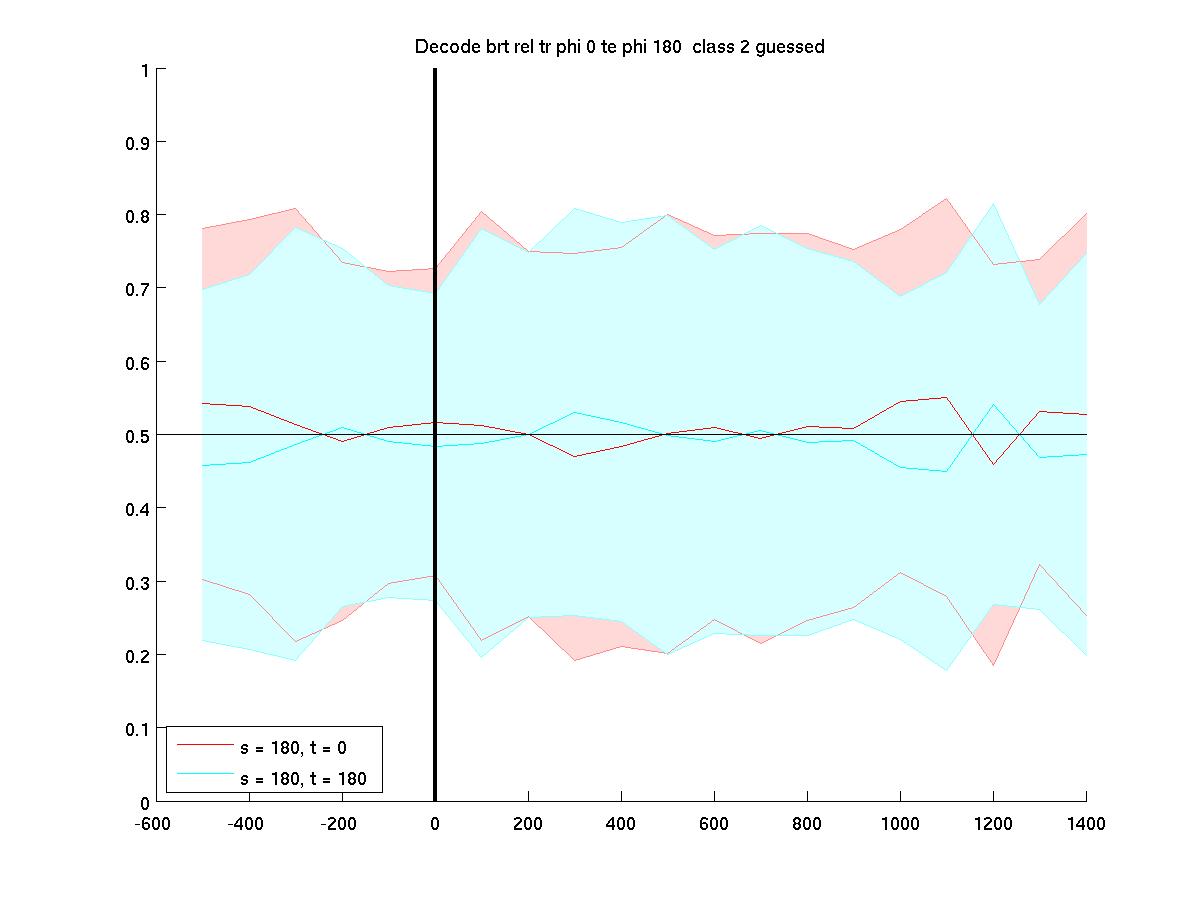 Decode brt rel tr phi 0 te phi 180  class 2 guessed
1
0.9
0.8
0.7
0.6
0.5
0.4
0.3
0.2
0.1
0
s = 180, t = 0
s = 180, t = 180
-600 -400 -200 0 200 400 600 800 1000 1200 1400